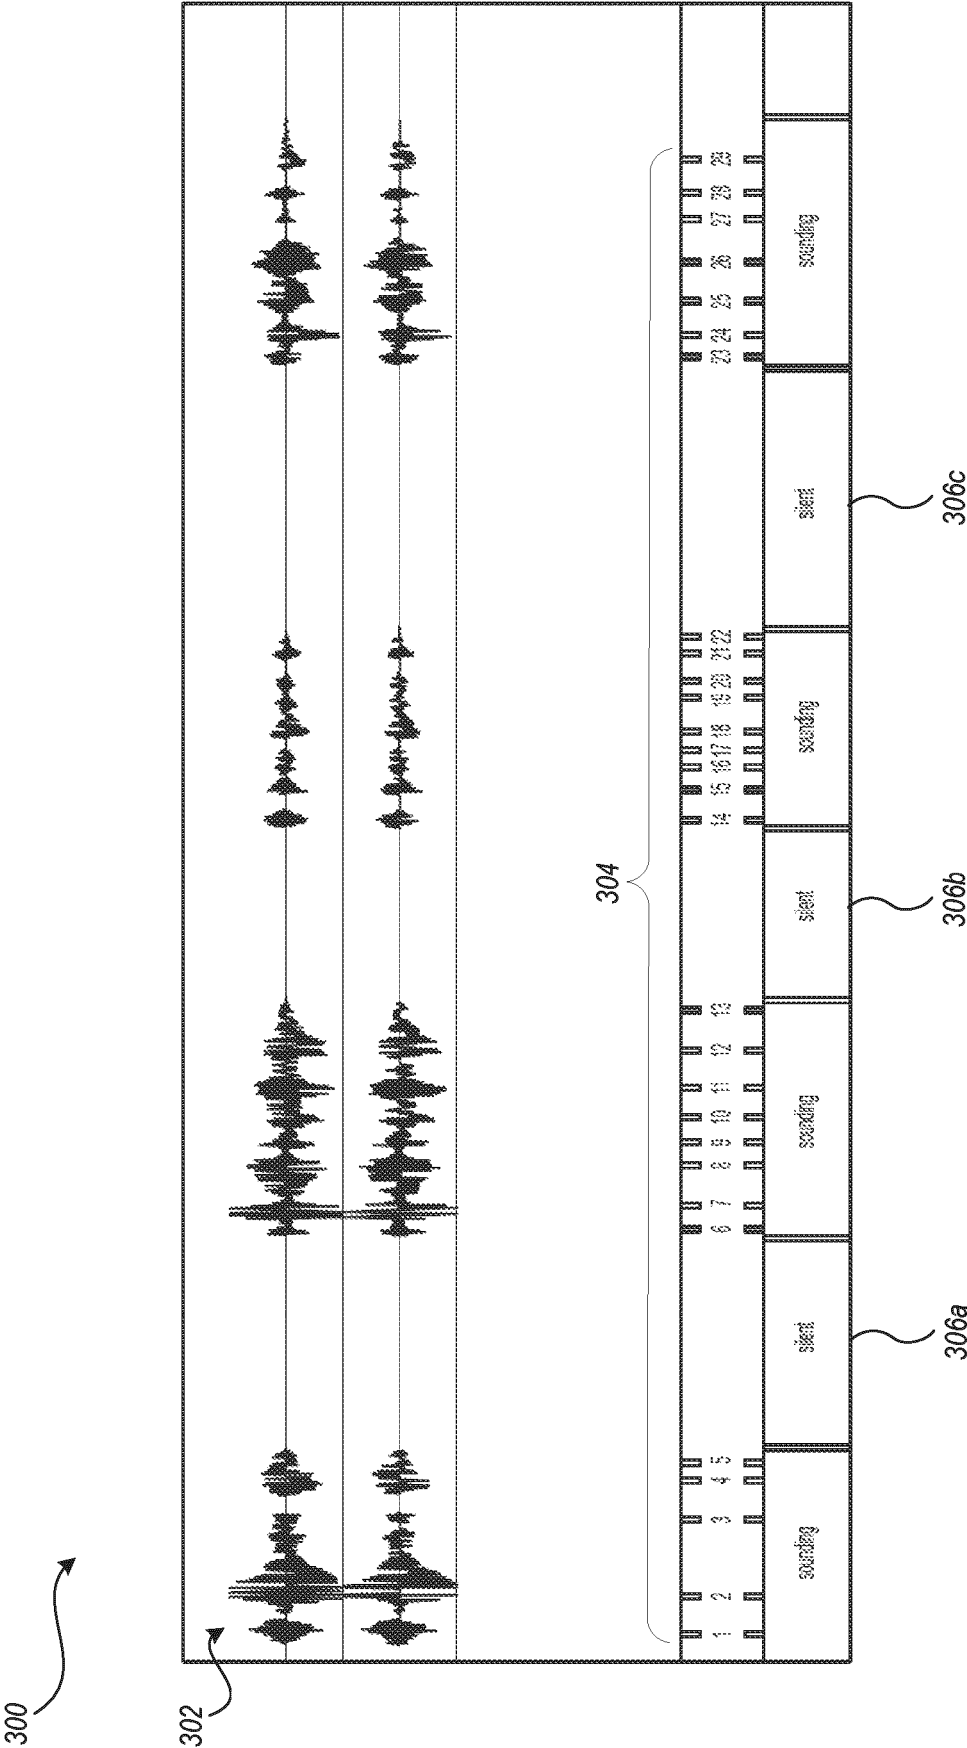 300
302
304
1 2 3 4 5 6 7 8 9 10 11 12 13 14 15 16 17 18 19 20 21 22 23 24 25 26 27 28 29
sounding silent sounding silent sounding silent sounding
306a 306b 306c